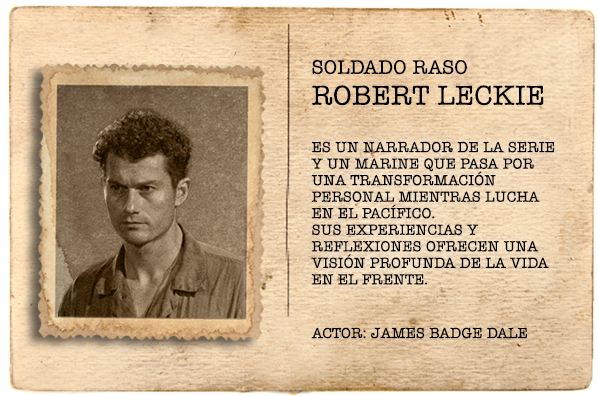 SOLDADO RASO
ROBERT LECKIE
ES UN NARRADOR DE LA SERIE
Y UN MARINE QUE PASA POR
UNA TRANSFORMACIÓN
PERSONAL MIENTRAS LUCHA
EN EL PACÍFICO.
SUS EXPERIENCIAS Y
REFLEXIONES OFRECEN UNA
VISIÓN PROFUNDA DE LA VIDA
EN EL FRENTE.
ACTOR: JAMES BADGE DALE